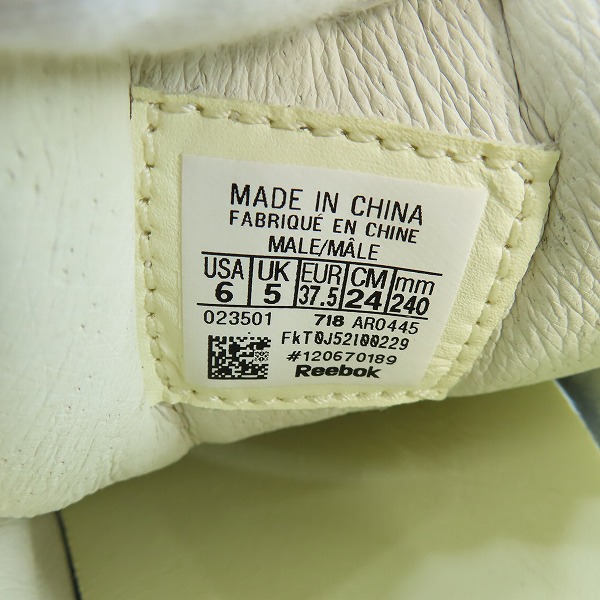 MADE IN CHINA
FABRIQUÉ EN CHINE
MALE/MÂLE
USA UK EUR CM mm
6 5 37.5 24 240
023501 718 AR0445
FkT0J52I00229
#120670189
Reebok